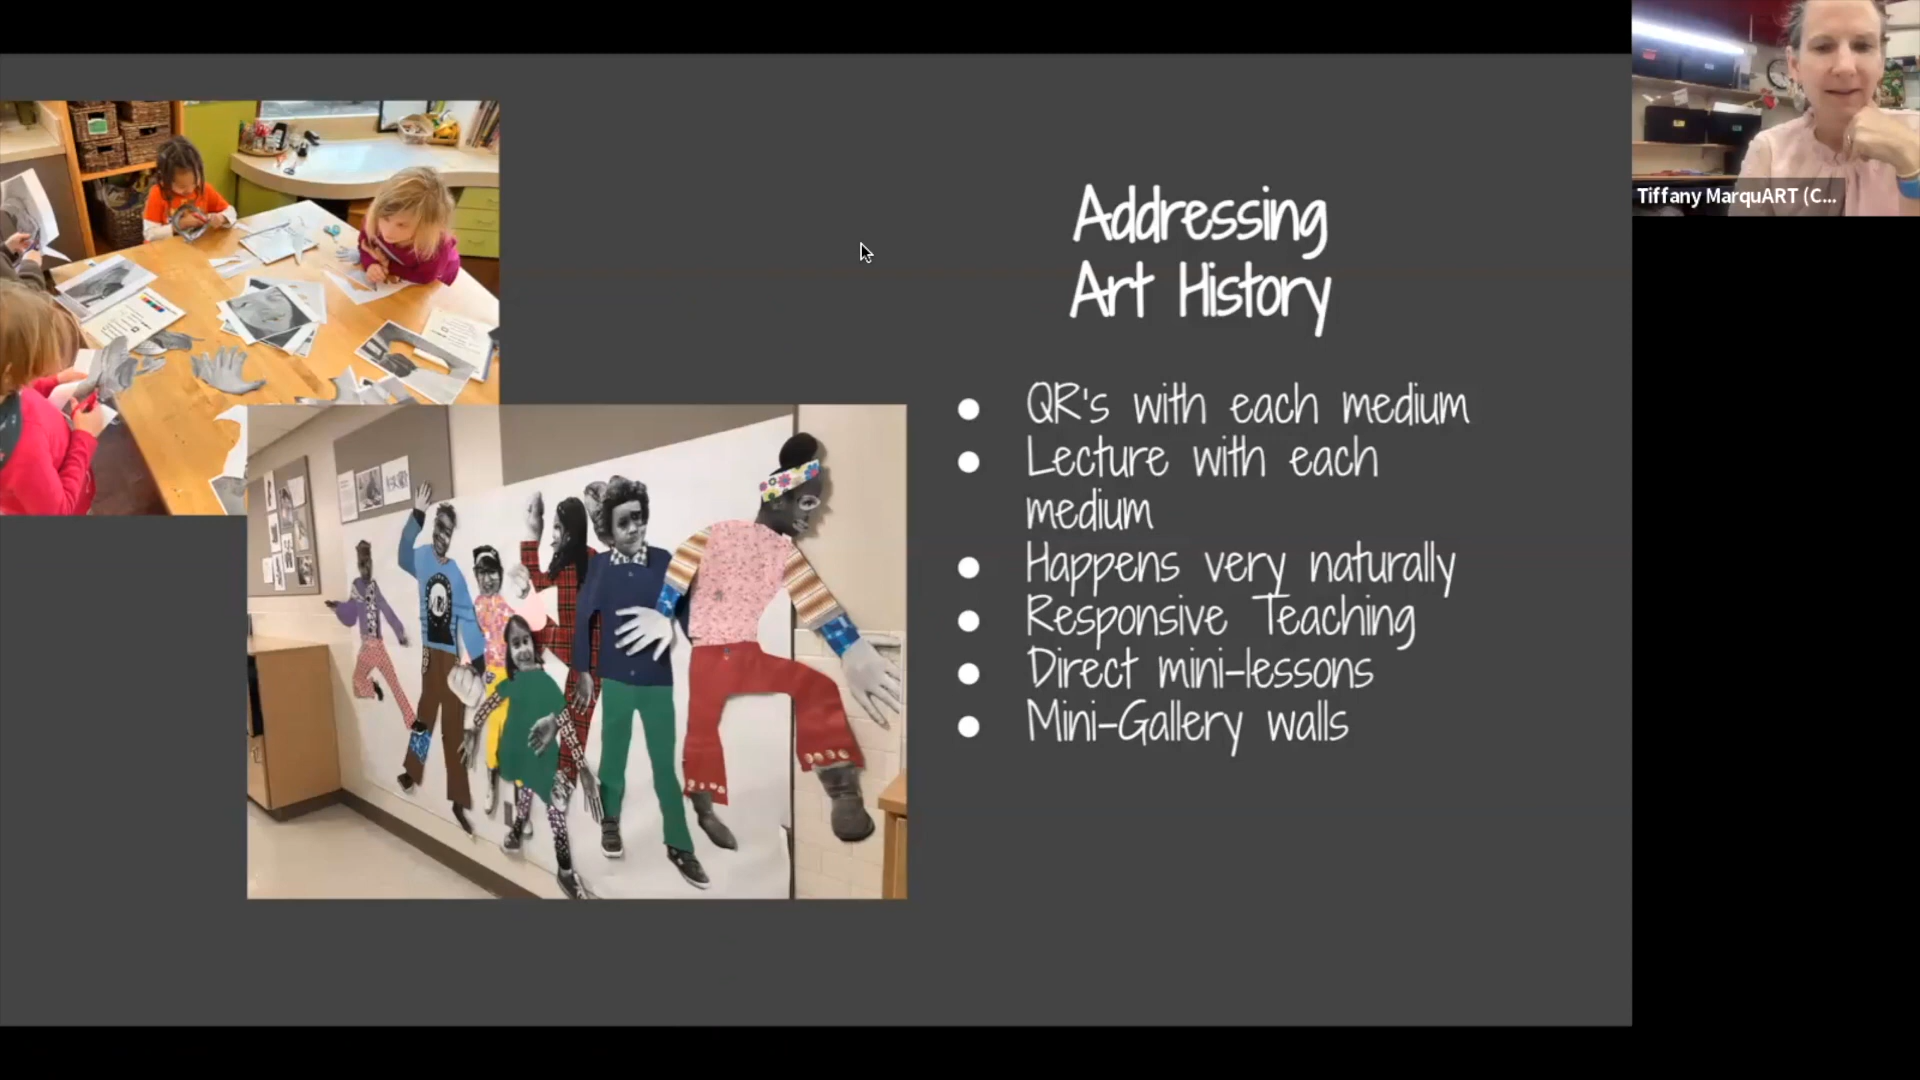 Addressing
Art History
QR's with each medium
Lecture with each
medium
Happens very naturally
Responsive Teaching
Direct mini-lessons
Mini-Gallery walls
Tiffany MarquART (C...